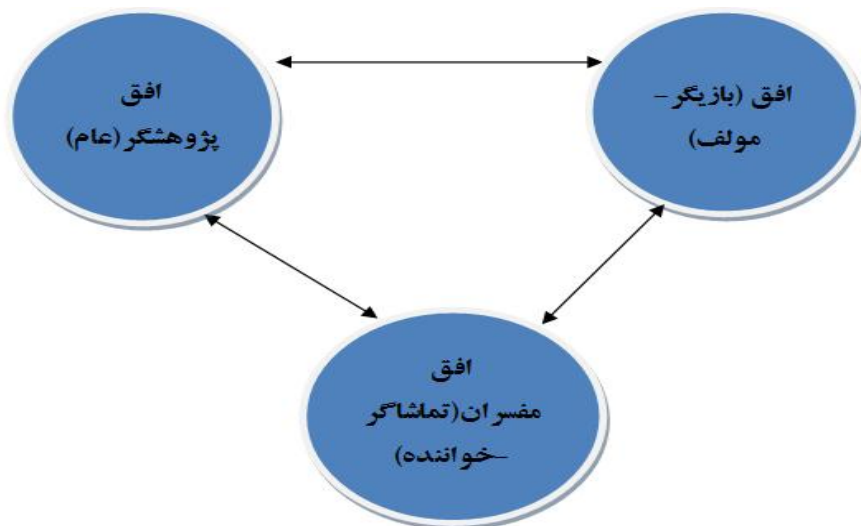 افق (بازیگر–
مولف)
افق
پژوهشگر(عام)
افق
مفسران(تماشاگر
–خواننده)